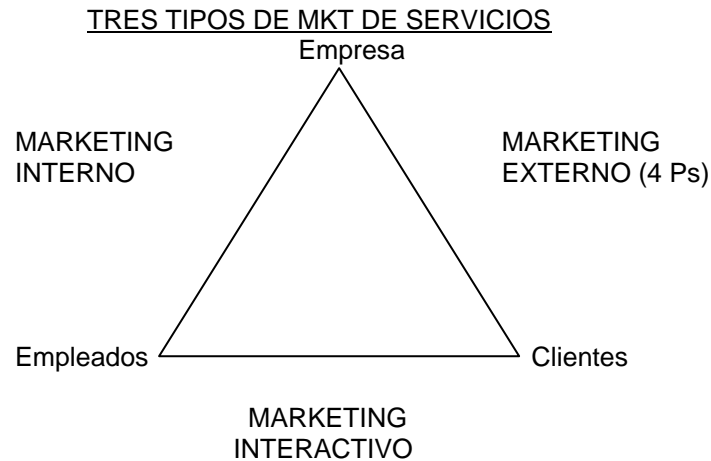 TRES TIPOS DE MKT DE SERVICIOS
Empresa
MARKETING
INTERNO
MARKETING
EXTERNO (4 Ps)
Empleados
Clientes
MARKETING
INTERACTIVO